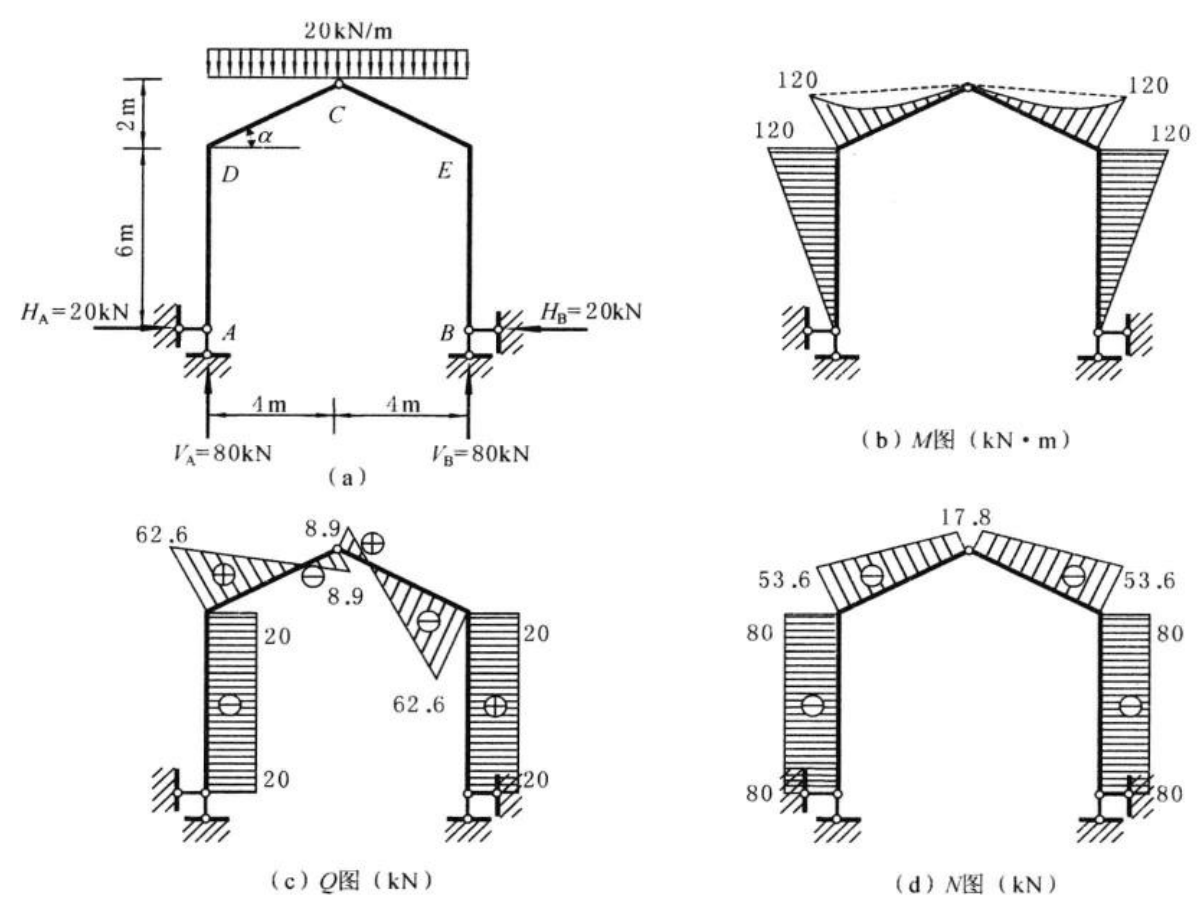 20kN/m
2m
6m
C
α
D
E
H_A=20kN
A
B
H_B=20kN
4m
4m
V_A=80kN
V_B=80kN
(a)
120
120
120
120
(b) M图 (kN·m)
62.6
8.9
8.9
20
20
62.6
20
20
(c) Q图 (kN)
17.8
53.6
53.6
80
80
80
80
(d) N图 (kN)